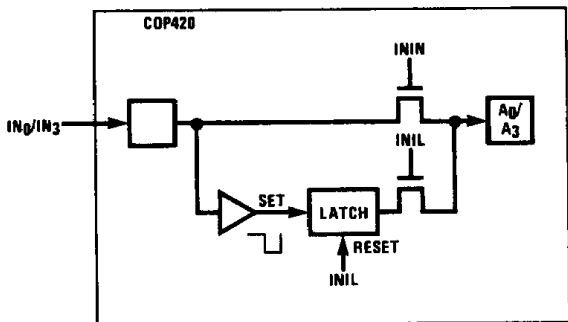 COP420
ININ
IN0/IN3
A0/
A3
INIL
SET
LATCH
RESET
INIL